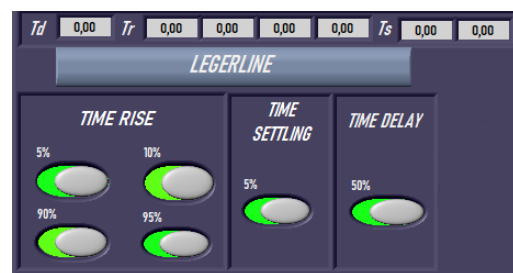 Td 0,00 Tr 0,00 0,00 0,00 0,00 Ts 0,00 0,00
LEGERLINE
TIME RISE
5% 10%
90% 95%
TIME
SETTLING
5%
TIME DELAY
50%